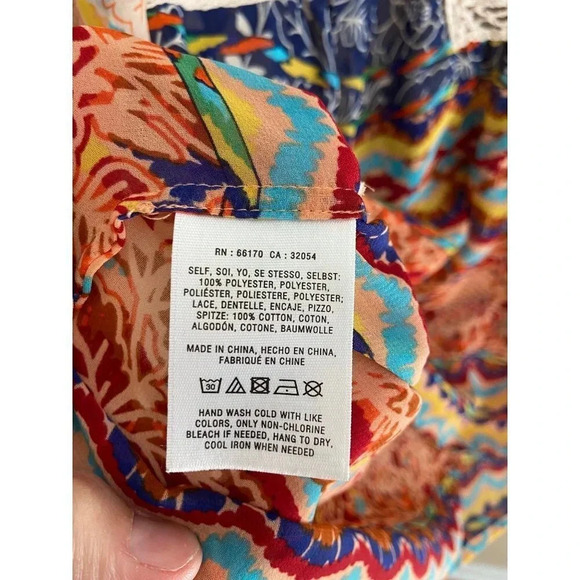 RN : 66170 CA : 32054
SELF, SOI, YO, SE STESSO, SELBST:
100% POLYESTER, POLYESTER,
POLIÉSTER, POLIESTERE, POLYESTER;
LACE, DENTELLE, ENCAJE, PIZZO,
SPITZE: 100% COTTON, COTON,
ALGODÓN, COTONE, BAUMWOLLE
MADE IN CHINA, HECHO EN CHINA,
FABRIQUÉ EN CHINE
30
HAND WASH COLD WITH LIKE
COLORS, ONLY NON-CHLORINE
BLEACH IF NEEDED, HANG TO DRY,
COOL IRON WHEN NEEDED